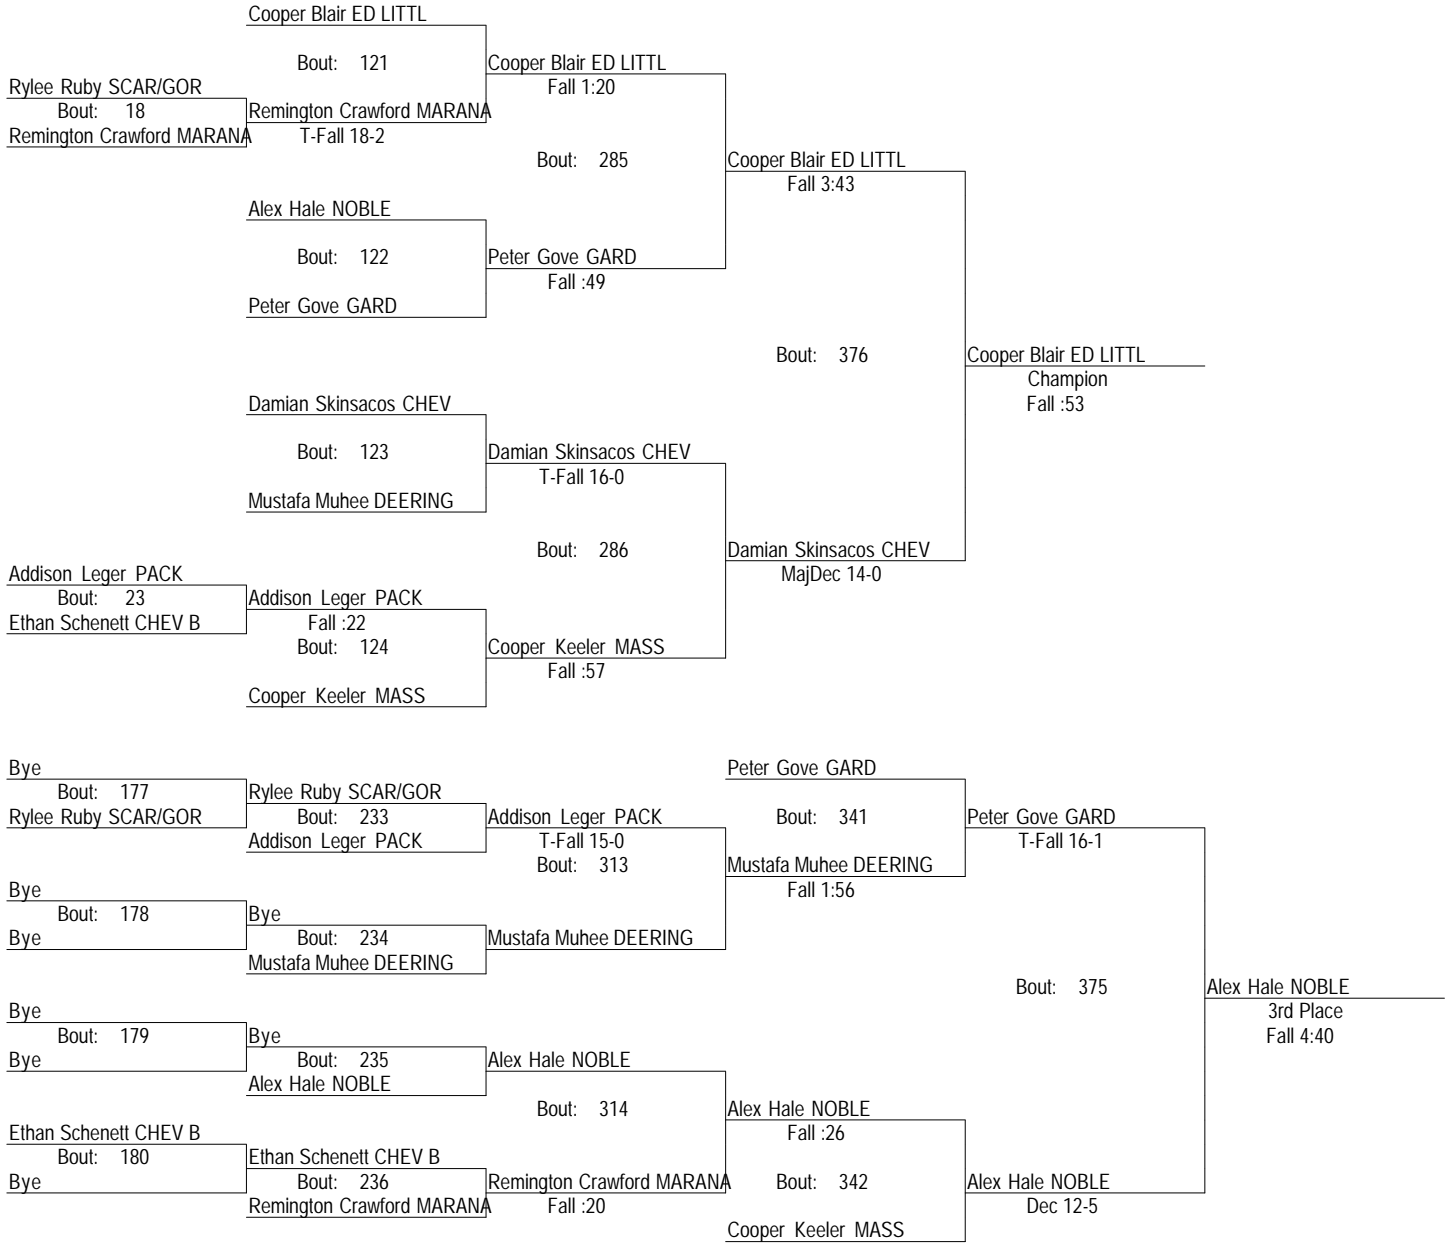 Cooper Blair ED LITTL
Bout: 121
Cooper Blair ED LITTL
Rylee Ruby SCAR/GOR
Fall 1:20
Bout: 18
Remington Crawford MARANA
Remington Crawford MARANA
T-Fall 18-2
Bout: 285
Cooper Blair ED LITTL
Fall 3:43
Alex Hale NOBLE
Bout: 122
Peter Gove GARD
Fall :49
Peter Gove GARD
Bout: 376
Cooper Blair ED LITTL
Champion
Damian Skinsacos CHEV
Fall :53
Bout: 123
Damian Skinsacos CHEV
T-Fall 16-0
Mustafa Muhee DEERING
Bout: 286
Damian Skinsacos CHEV
Addison Leger PACK
MajDec 14-0
Bout: 23
Addison Leger PACK
Ethan Schenett CHEV B
Fall :22
Bout: 124
Cooper Keeler MASS
Fall :57
Cooper Keeler MASS
Bye
Peter Gove GARD
Bout: 177
Rylee Ruby SCAR/GOR
Rylee Ruby SCAR/GOR
Bout: 233
Addison Leger PACK
Bout: 341
Peter Gove GARD
Addison Leger PACK
T-Fall 15-0
T-Fall 16-1
Bout: 313
Mustafa Muhee DEERING
Bye
Fall 1:56
Bout: 178
Bye
Bye
Bout: 234
Mustafa Muhee DEERING
Mustafa Muhee DEERING
Bout: 375
Alex Hale NOBLE
Bye
3rd Place
Bout: 179
Bye
Fall 4:40
Bye
Bout: 235
Alex Hale NOBLE
Alex Hale NOBLE
Bout: 314
Alex Hale NOBLE
Ethan Schenett CHEV B
Fall :26
Bout: 180
Ethan Schenett CHEV B
Bye
Bout: 236
Remington Crawford MARANA
Bout: 342
Alex Hale NOBLE
Remington Crawford MARANA
Fall :20
Dec 12-5
Cooper Keeler MASS